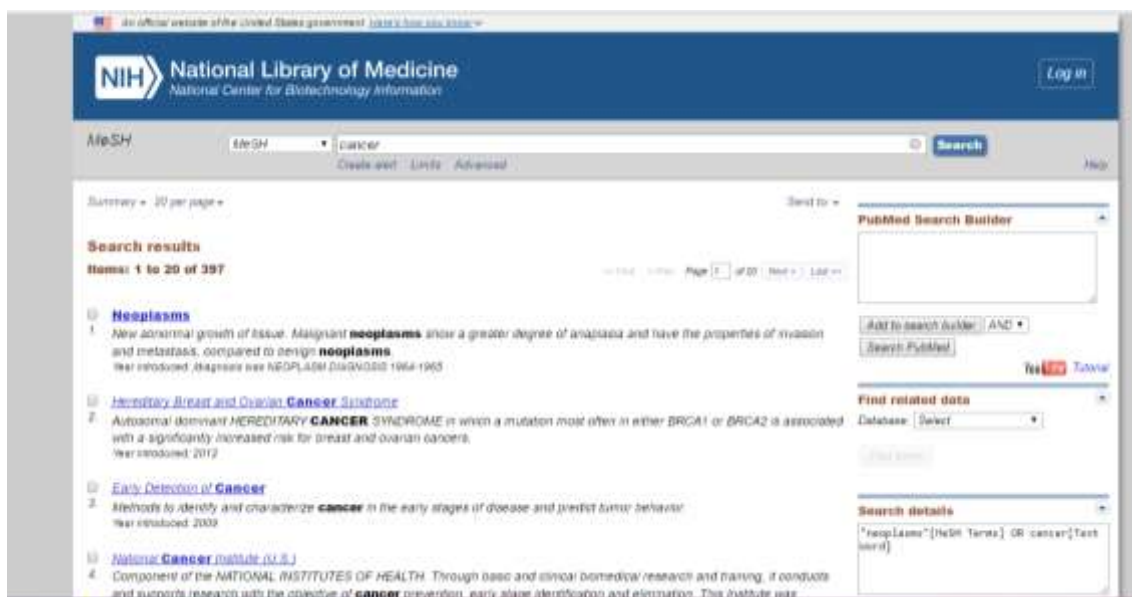 An official website of the United States government Here's how you know
NIH National Library of Medicine
National Center for Biotechnology Information
Log in
MeSH
MeSH cancer Search
Create alert Limits Advanced
Help
Summary 20 per page
Send to
Search results
Items: 1 to 20 of 397
Page 1 of 20 Next > Last >>
Neoplasms
1. New abnormal growth of tissue. Malignant neoplasms show a greater degree of anaplasia and have the properties of invasion
and metastasis, compared to benign neoplasms.
Year introduced: /diagnosis was NEOPLASM DIAGNOSIS 1964-1965
Hereditary Breast and Ovarian Cancer Syndrome
2. Autosomal dominant HEREDITARY CANCER SYNDROME in which a mutation most often in either BRCA1 or BRCA2 is associated
with a significantly increased risk for breast and ovarian cancers.
Year introduced: 2012
Early Detection of Cancer
3. Methods to identify and characterize cancer in the early stages of disease and predict tumor behavior.
Year introduced: 2009
National Cancer Institute (U.S.)
4. Component of the NATIONAL INSTITUTES OF HEALTH. Through basic and clinical biomedical research and training, it conducts
and supports research with the objective of cancer prevention, early stage identification and elimination. This Institute was
PubMed Search Builder
Add to search builder AND
Search PubMed
YouTube Tutorial
Find related data
Database: Select
Search details
"neoplasms"[MeSH Terms] OR cancer[Text
Word]